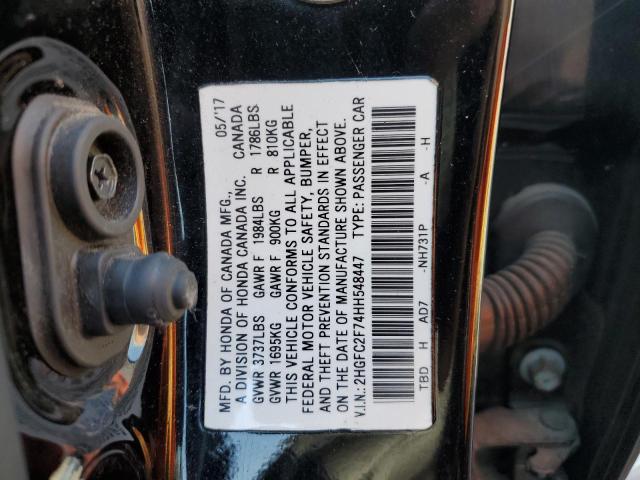 MFD. BY HONDA OF CANADA MFG., 05/'17
A DIVISION OF HONDA CANADA INC. CANADA
GVWR 3737LBS GAWR F 1984LBS R 1786LBS
GVWR 1695KG GAWR F 900KG R 810KG
THIS VEHICLE CONFORMS TO ALL APPLICABLE
FEDERAL MOTOR VEHICLE SAFETY, BUMPER,
AND THEFT PREVENTION STANDARDS IN EFFECT
ON THE DATE OF MANUFACTURE SHOWN ABOVE.
V.I.N.: 2HGFC2F74HH548447 TYPE: PASSENGER CAR
TBD H AD7 -NH731P -A -H